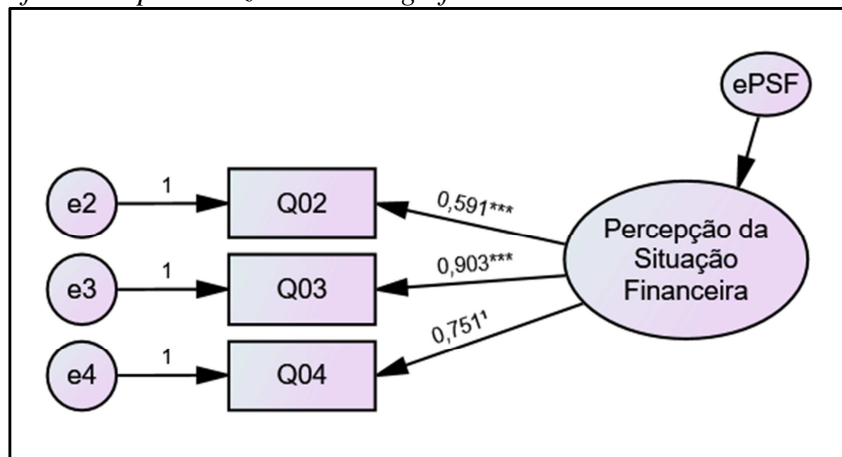 ePSF
e2
1
Q02
0,591***
Percepção da
Situação
Financeira
e3
1
Q03
0,903***
e4
1
Q04
0,751¹